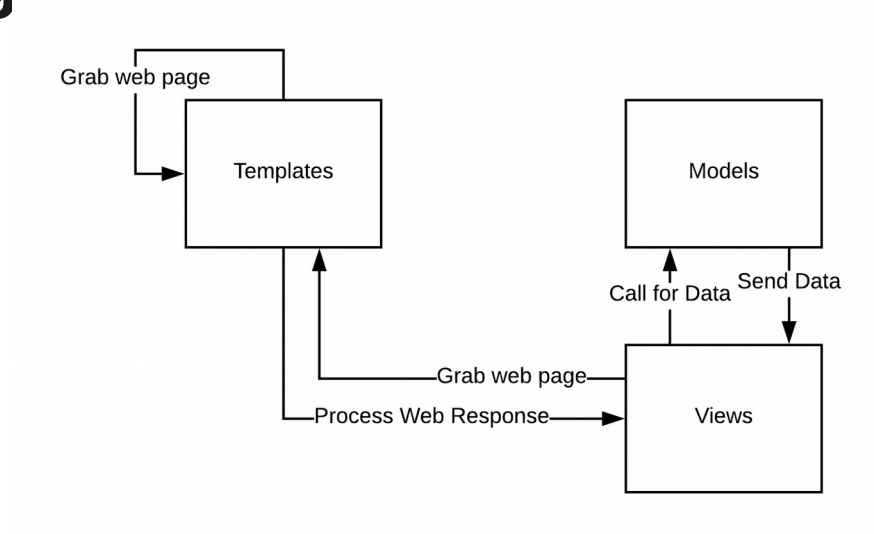 Grab web page
Templates
Models
Call for Data
Send Data
Grab web page
Process Web Response
Views